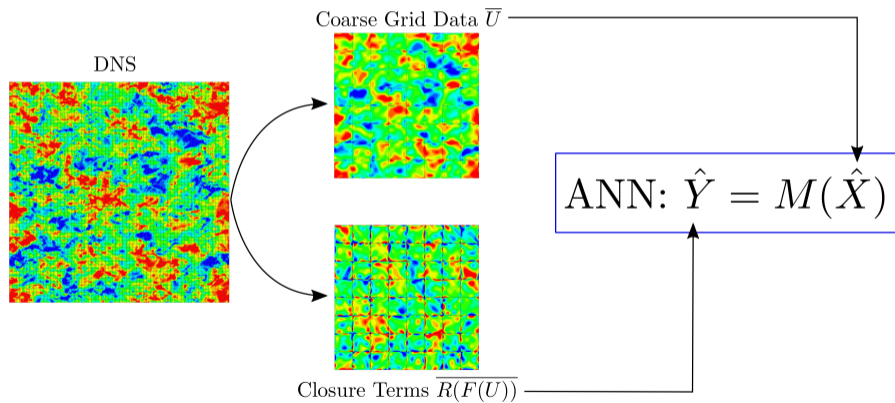 Coarse Grid Data $\overline{U}$
DNS
ANN: $\hat{Y} = M(\hat{X})$
Closure Terms $\overline{R(F(U))}$